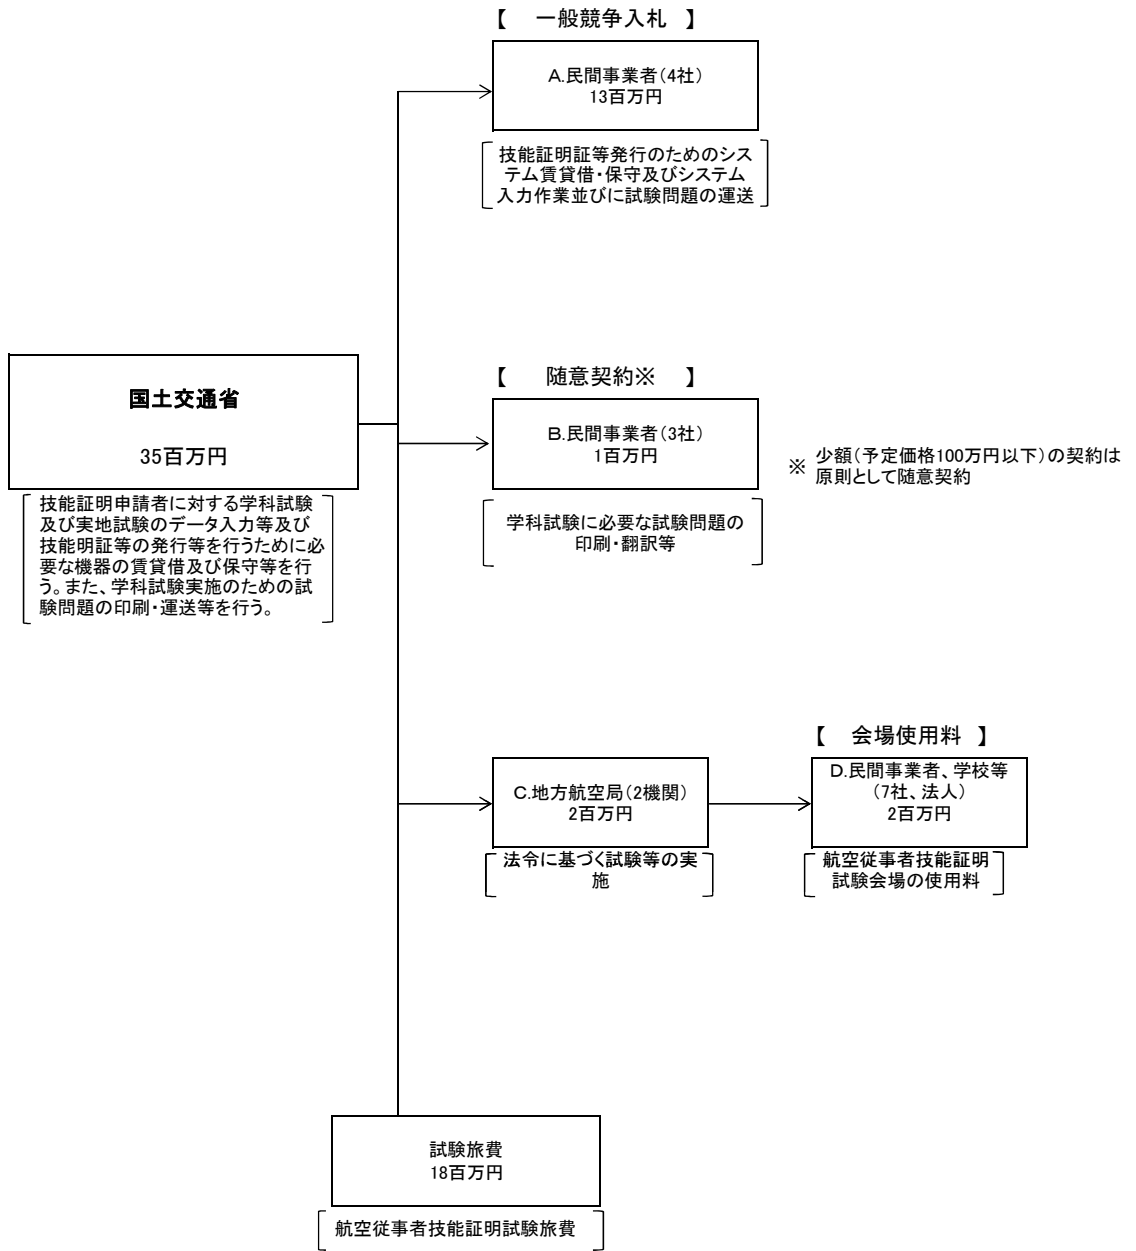 【　一般競争入札　】
A.民間事業者（4社）
13百万円
技能証明証等発行のためのシス
テム賃貸借・保守及びシステム
入力作業並びに試験問題の運送
国土交通省
35百万円
技能証明申請者に対する学科試験
及び実地試験のデータ入力等及び
技能明証等の発行等を行うために必
要な機器の賃貸借及び保守等を行
う。また、学科試験実施のための試
験問題の印刷・運送等を行う。
【　随意契約※　】
B.民間事業者（3社）
1百万円
※ 少額（予定価格100万円以下）の契約は
原則として随意契約
学科試験に必要な試験問題の
印刷・翻訳等
C.地方航空局（2機関）
2百万円
法令に基づく試験等の実
施
【　会場使用料　】
D.民間事業者、学校等
（7社、法人）
2百万円
航空従事者技能証明
試験会場の使用料
試験旅費
18百万円
航空従事者技能証明試験旅費